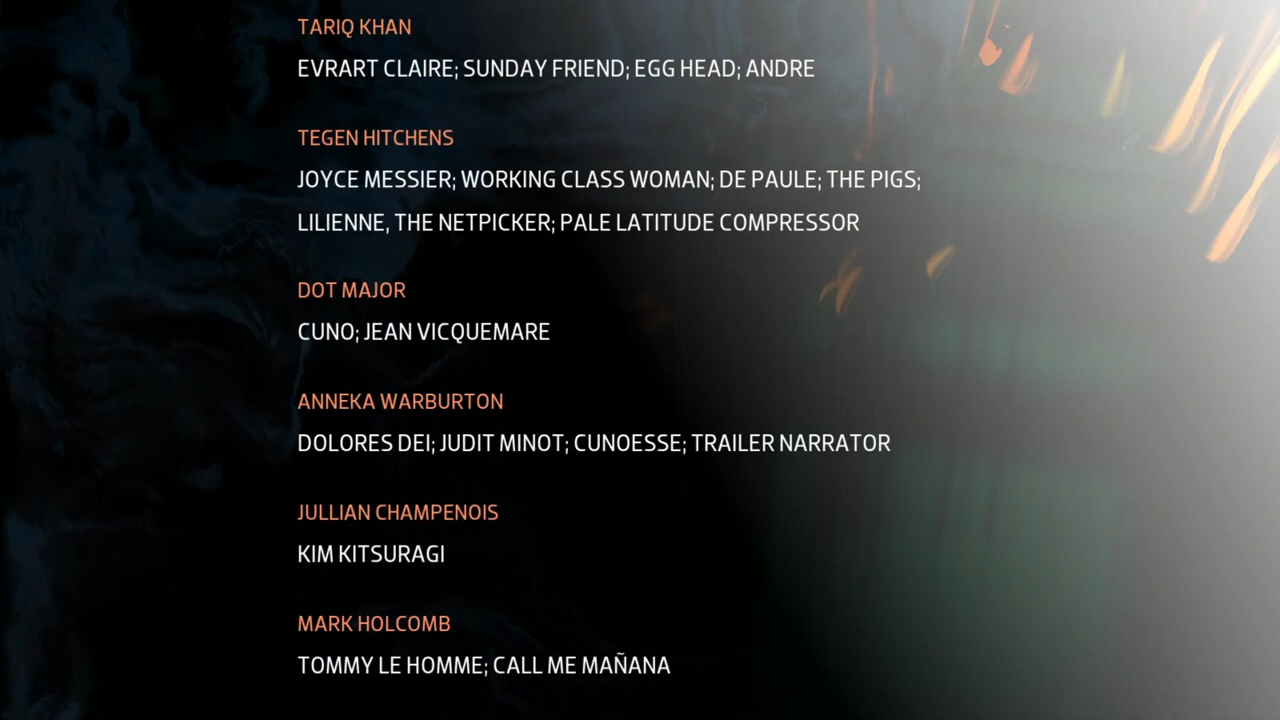 TARIQ KHAN
EVRART CLAIRE; SUNDAY FRIEND; EGG HEAD; ANDRE
TEGEN HITCHENS
JOYCE MESSIER; WORKING CLASS WOMAN; DE PAULE; THE PIGS;
LILIENNE, THE NETPICKER; PALE LATITUDE COMPRESSOR
DOT MAJOR
CUNO; JEAN VICQUEMARE
ANNEKA WARBURTON
DOLORES DEI; JUDIT MINOT; CUNOESSE; TRAILER NARRATOR
JULLIAN CHAMPENOIS
KIM KITSURAGI
MARK HOLCOMB
TOMMY LE HOMME; CALL ME MAÑANA